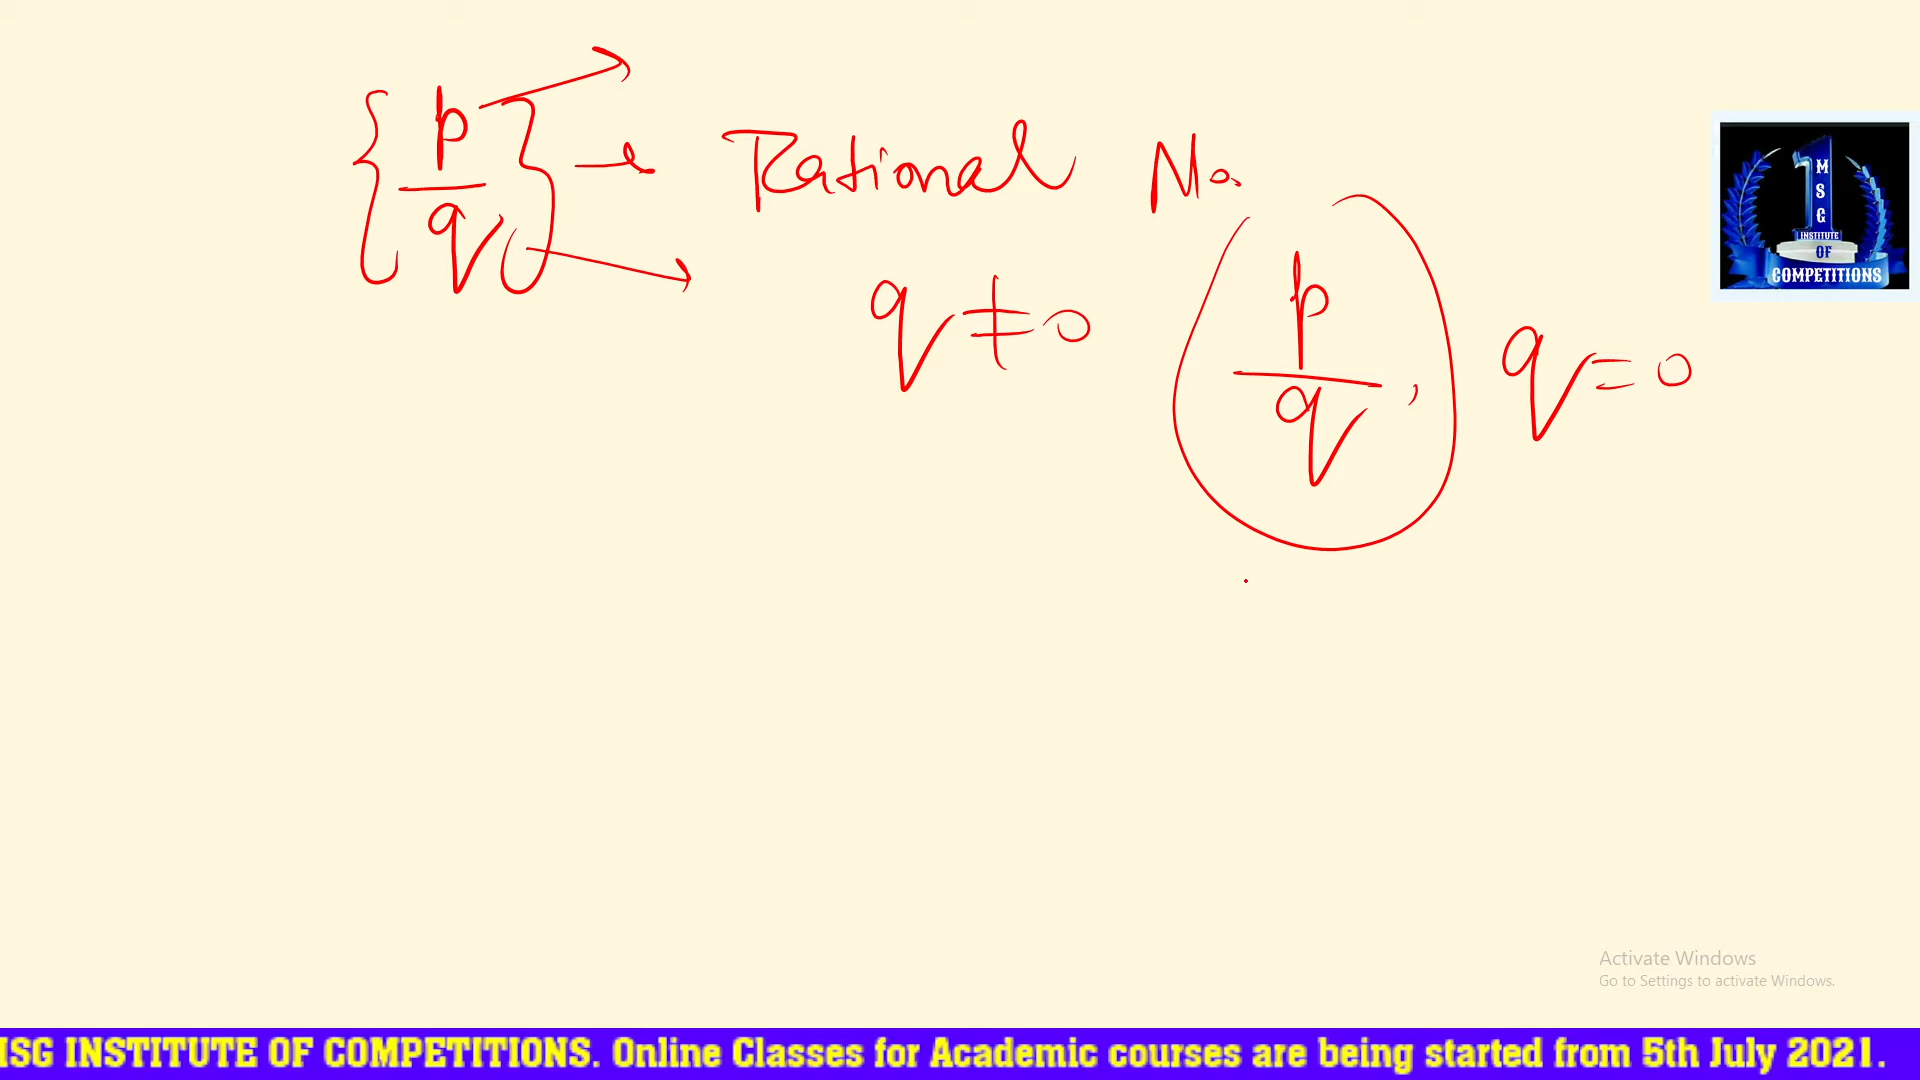 {p/q} → Rational No.
q ≠ 0
p/q, q = 0
M
S
G
INSTITUTE
OF
COMPETITIONS
Activate Windows
Go to Settings to activate Windows.
ISG INSTITUTE OF COMPETITIONS. Online Classes for Academic courses are being started from 5th July 2021.